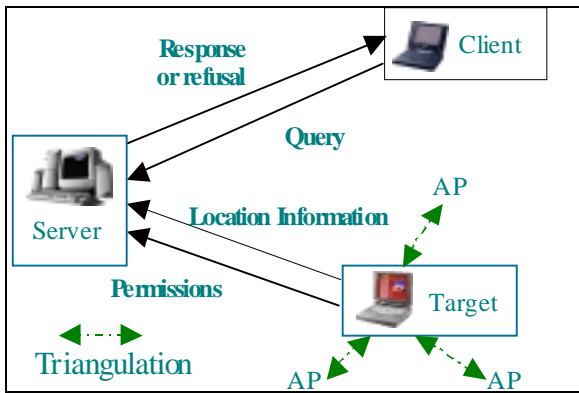 Response
or refusal
Client
Query
AP
Server
Location Information
Permissions
Target
Triangulation
AP
AP